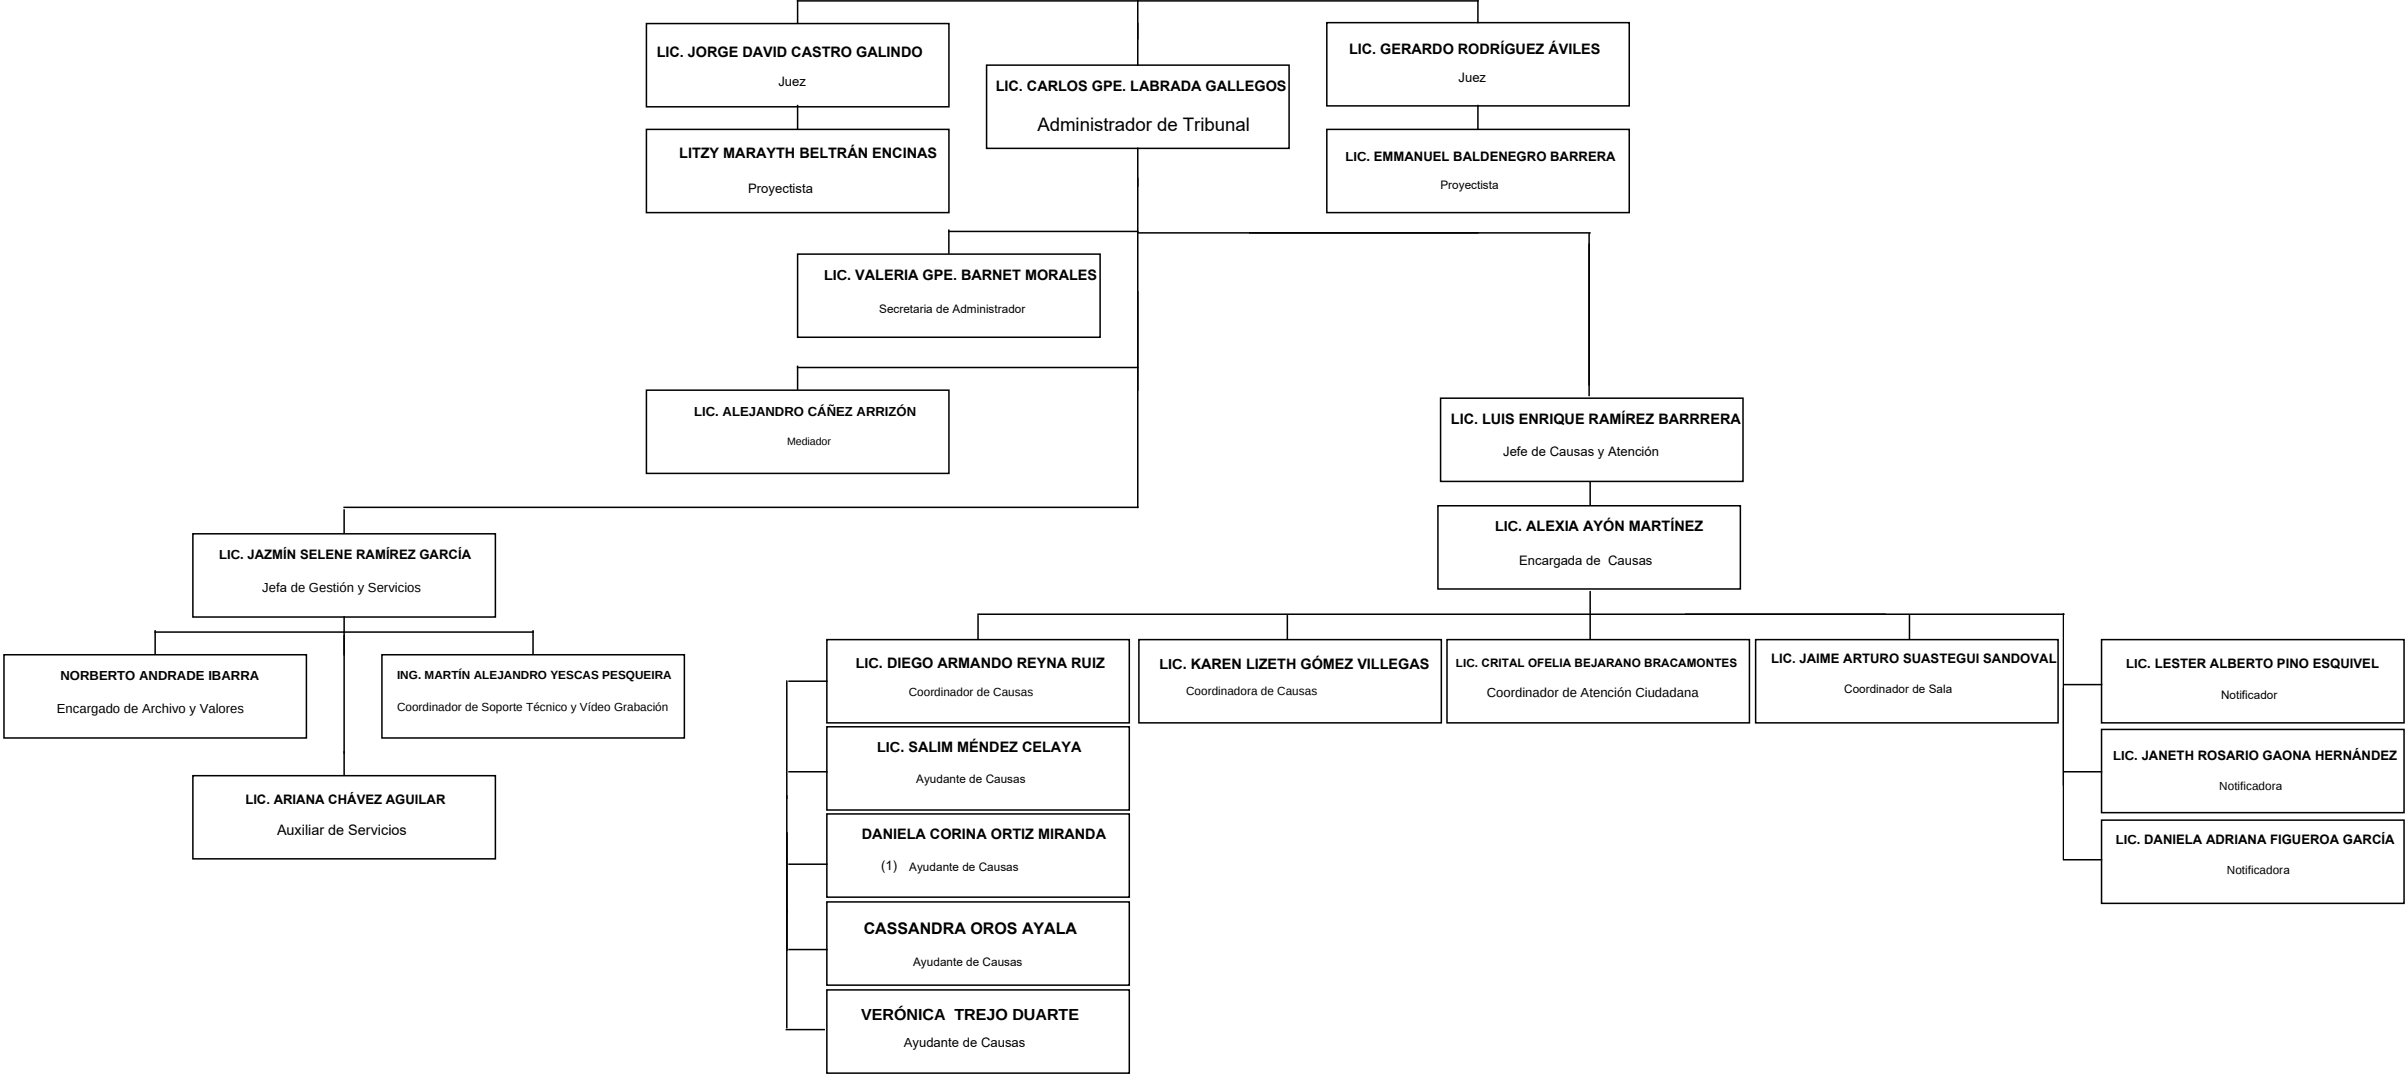 LIC. JORGE DAVID CASTRO GALINDO
Juez
LIC. CARLOS GPE. LABRADA GALLEGOS
Administrador de Tribunal
LIC. GERARDO RODRÍGUEZ ÁVILES
Juez
LITZY MARAYTH BELTRÁN ENCINAS
Proyectista
LIC. EMMANUEL BALDENEGRO BARRERA
Proyectista
LIC. VALERIA GPE. BARNET MORALES
Secretaria de Administrador
LIC. ALEJANDRO CÁÑEZ ARRIZÓN
Mediador
LIC. LUIS ENRIQUE RAMÍREZ BARRRERA
Jefe de Causas y Atención
LIC. ALEXIA AYÓN MARTÍNEZ
Encargada de  Causas
LIC. JAZMÍN SELENE RAMÍREZ GARCÍA
Jefa de Gestión y Servicios
NORBERTO ANDRADE IBARRA
Encargado de Archivo y Valores
ING. MARTÍN ALEJANDRO YESCAS PESQUEIRA
Coordinador de Soporte Técnico y Vídeo Grabación
LIC. ARIANA CHÁVEZ AGUILAR
Auxiliar de Servicios
LIC. DIEGO ARMANDO REYNA RUIZ
Coordinador de Causas
LIC. KAREN LIZETH GÓMEZ VILLEGAS
Coordinadora de Causas
LIC. CRITAL OFELIA BEJARANO BRACAMONTES
Coordinador de Atención Ciudadana
LIC. JAIME ARTURO SUASTEGUI SANDOVAL
Coordinador de Sala
LIC. LESTER ALBERTO PINO ESQUIVEL
Notificador
LIC. SALIM MÉNDEZ CELAYA
Ayudante de Causas
LIC. JANETH ROSARIO GAONA HERNÁNDEZ
Notificadora
DANIELA CORINA ORTIZ MIRANDA
(1) Ayudante de Causas
LIC. DANIELA ADRIANA FIGUEROA GARCÍA
Notificadora
CASSANDRA OROS AYALA
Ayudante de Causas
VERÓNICA  TREJO DUARTE
Ayudante de Causas